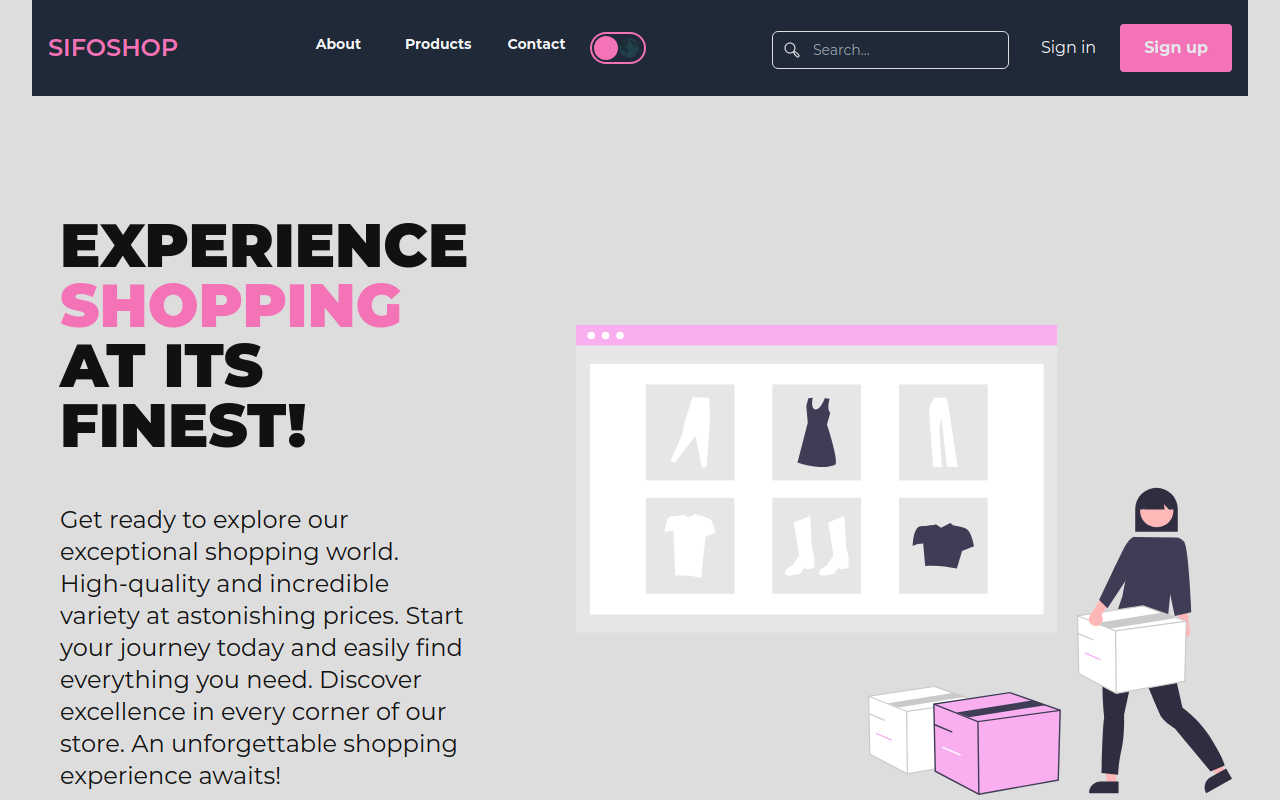 SIFOSHOP
About
Products
Contact
Search...
Sign in
Sign up
EXPERIENCE
SHOPPING
AT ITS
FINEST!
Get ready to explore our
exceptional shopping world.
High-quality and incredible
variety at astonishing prices. Start
your journey today and easily find
everything you need. Discover
excellence in every corner of our
store. An unforgettable shopping
experience awaits!